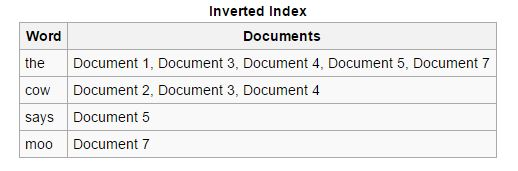 Inverted Index
Word Documents
the Document 1, Document 3, Document 4, Document 5, Document 7
cow Document 2, Document 3, Document 4
says Document 5
moo Document 7